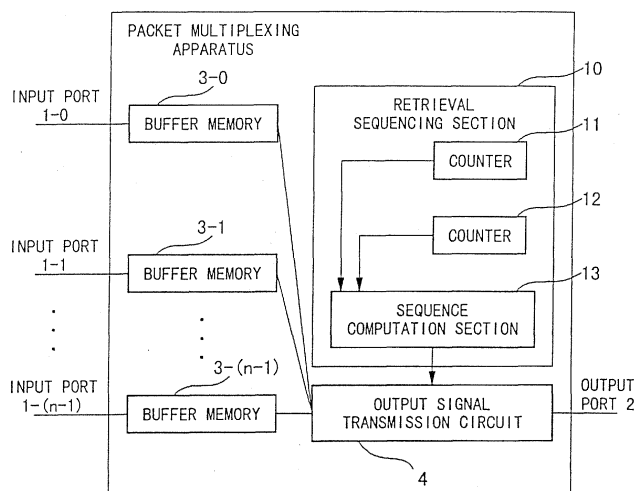 PACKET MULTIPLEXING
APPARATUS
10
3-0
INPUT PORT
1-0
BUFFER MEMORY
RETRIEVAL
SEQUENCING SECTION
11
COUNTER
12
COUNTER
3-1
INPUT PORT
1-1
BUFFER MEMORY
13
SEQUENCE
COMPUTATION SECTION
3-(n-1)
INPUT PORT
1-(n-1)
BUFFER MEMORY
OUTPUT SIGNAL
TRANSMISSION CIRCUIT
OUTPUT
PORT 2
4